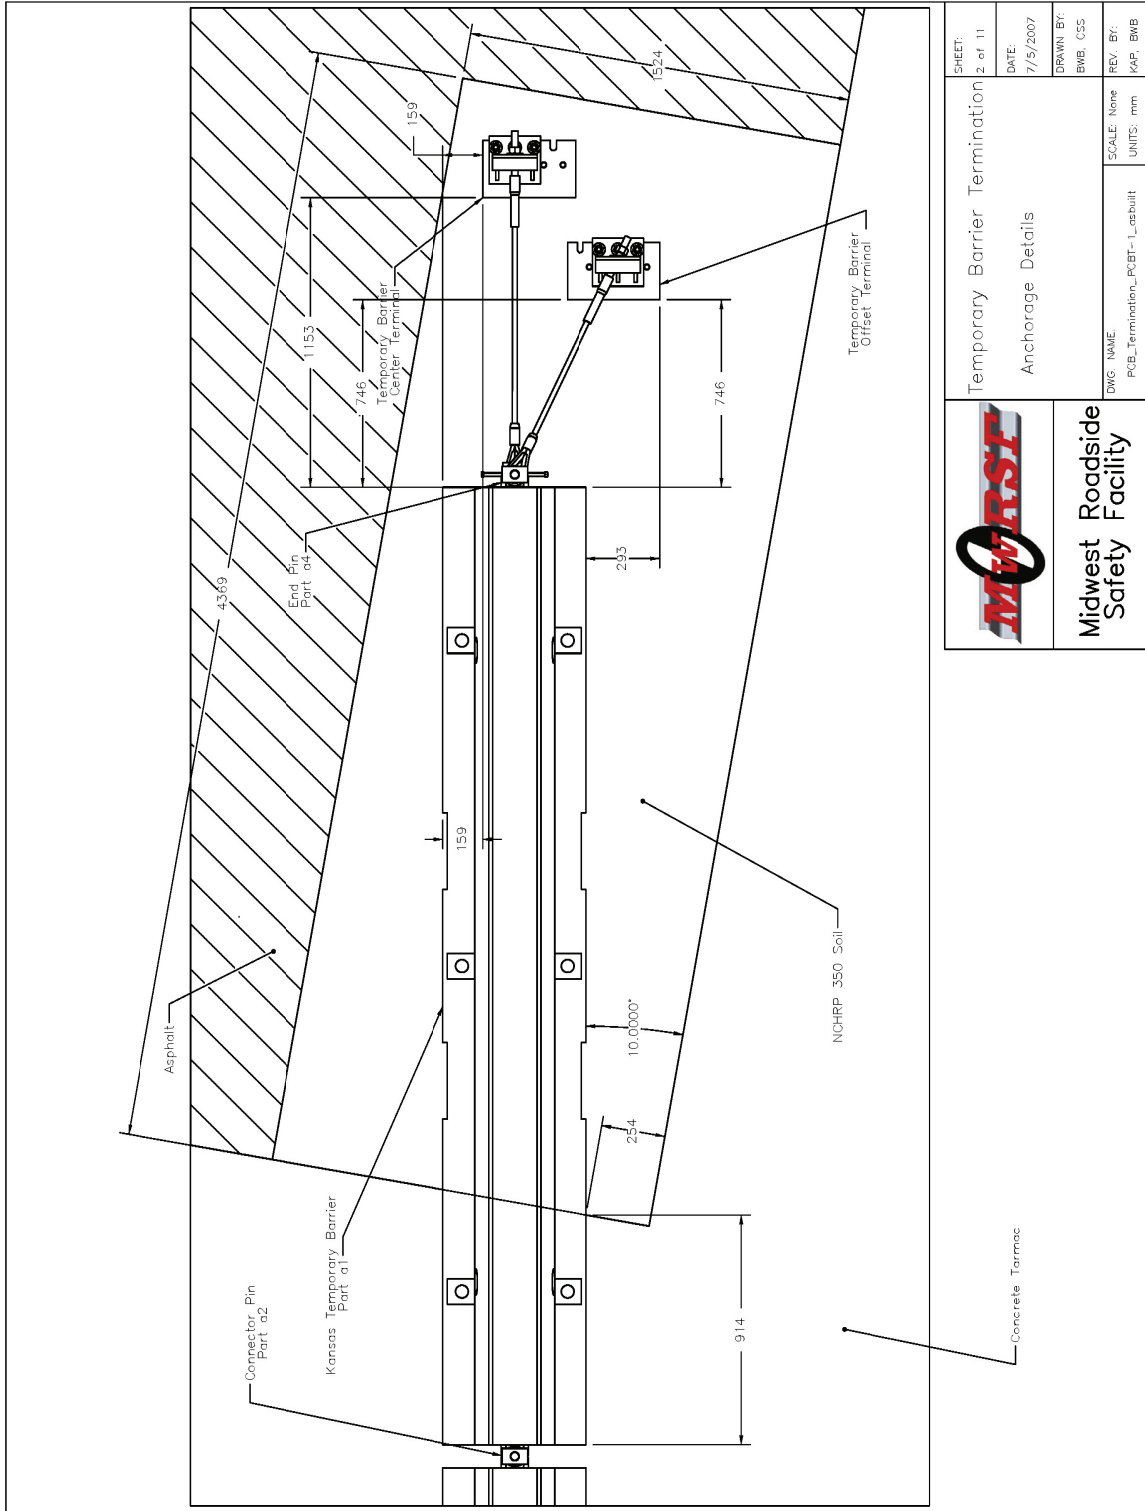 4369
1524
159
1153
746
Temporary Barrier
Center Terminal
746
Temporary Barrier
Offset Terminal
End Pin
Part a4
293
159
Asphalt
NCHRP 350 Soil
10.0000°
254
Kansas Temporary Barrier
Part a1
Connector Pin
Part a2
914
Concrete Tarmac
MwRSF
Midwest Roadside
Safety Facility
Temporary Barrier Termination
Anchorage Details
SHEET:
2 of 11
DATE:
7/5/2007
DRAWN BY:
BWB, CSS
DWG. NAME.
PCB_Termination_PCBT-1_asbuilt
SCALE: None
UNITS: mm
REV. BY:
KAP, BWB